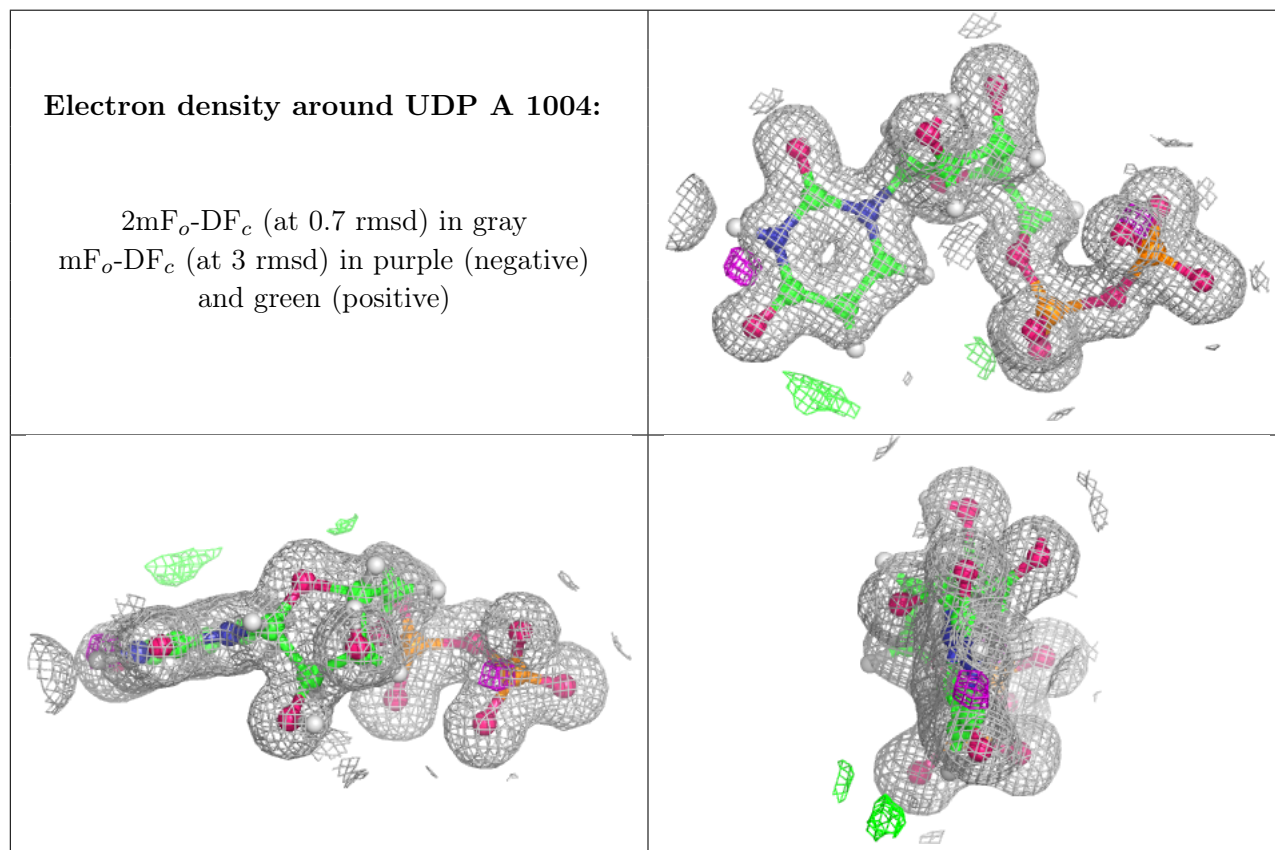 Electron density around UDP A 1004:
2mFo-DFc (at 0.7 rmsd) in gray
mFo-DFc (at 3 rmsd) in purple (negative)
and green (positive)